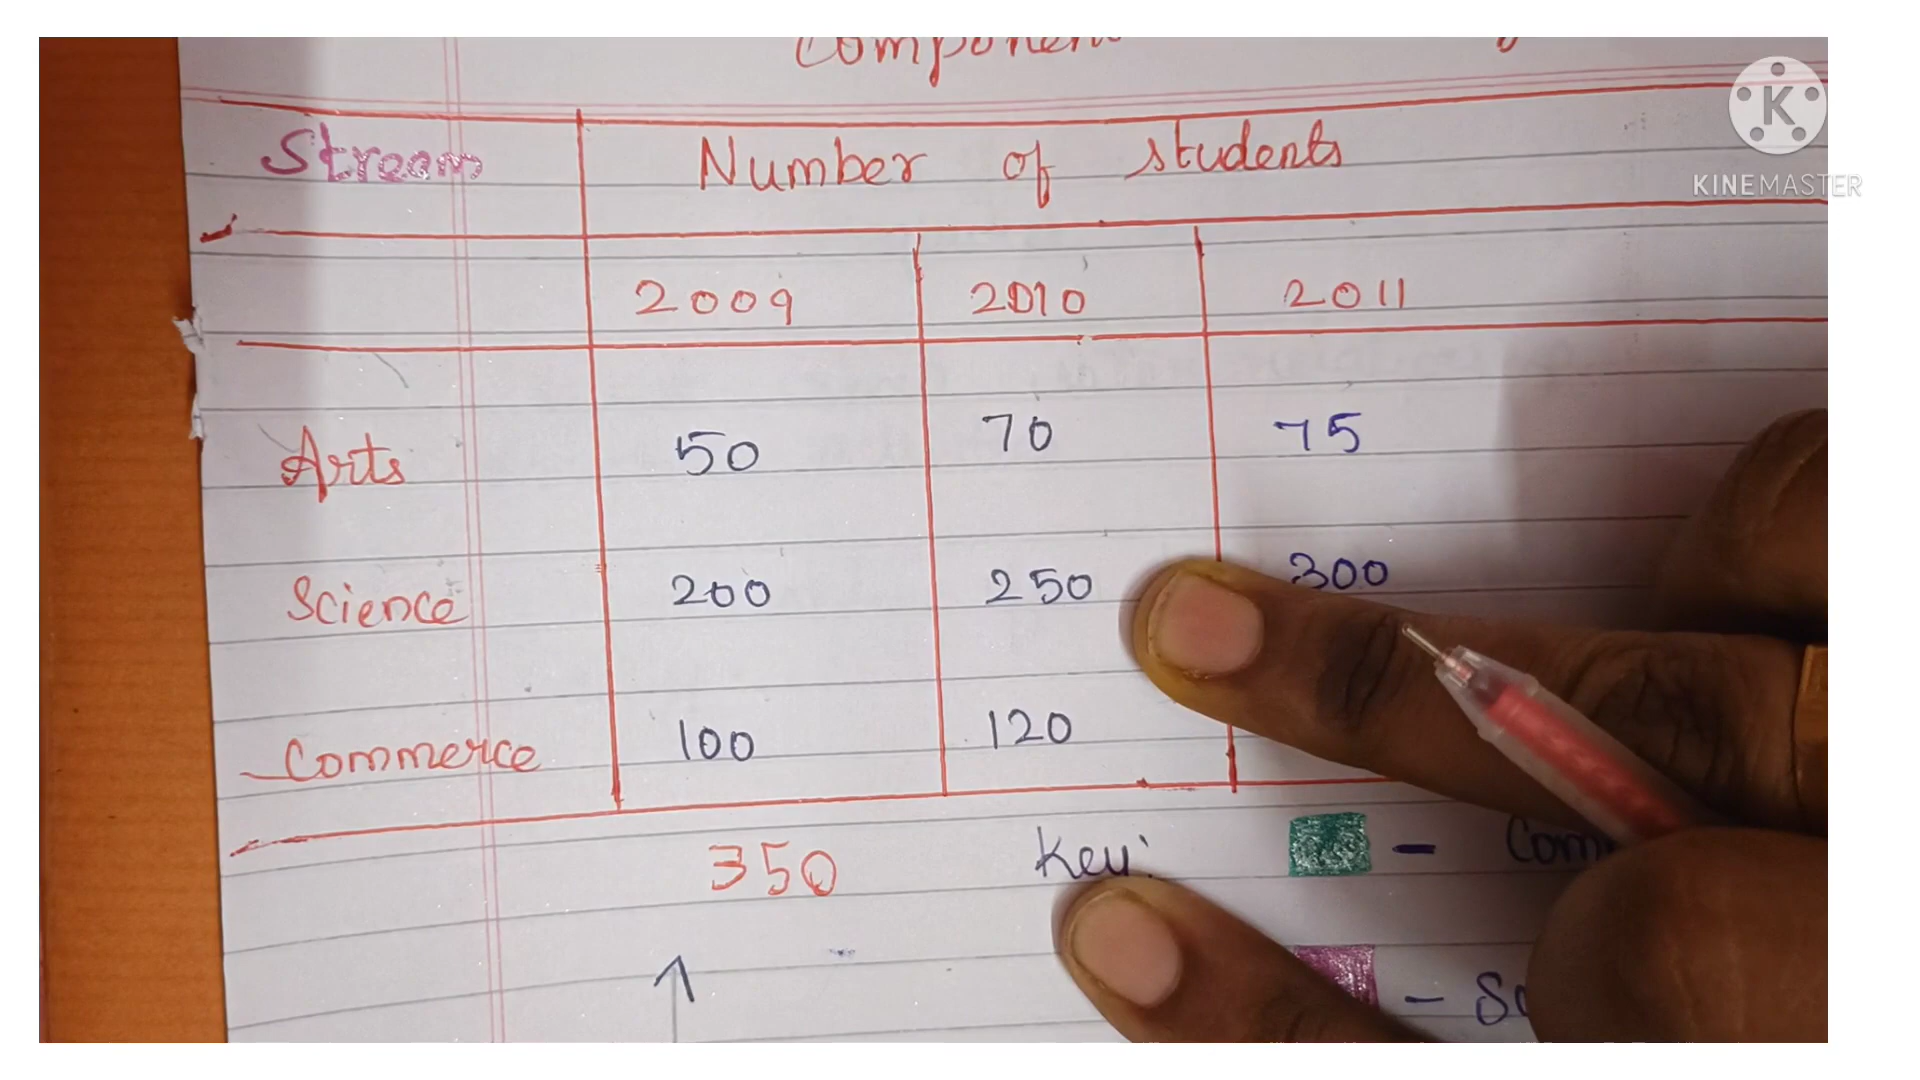 Component
Stream Number of students
KINEMASTER
2009 2010 2011
Arts 50 70 75
Science 200 250 300
Commerce 100 120
350 Key: